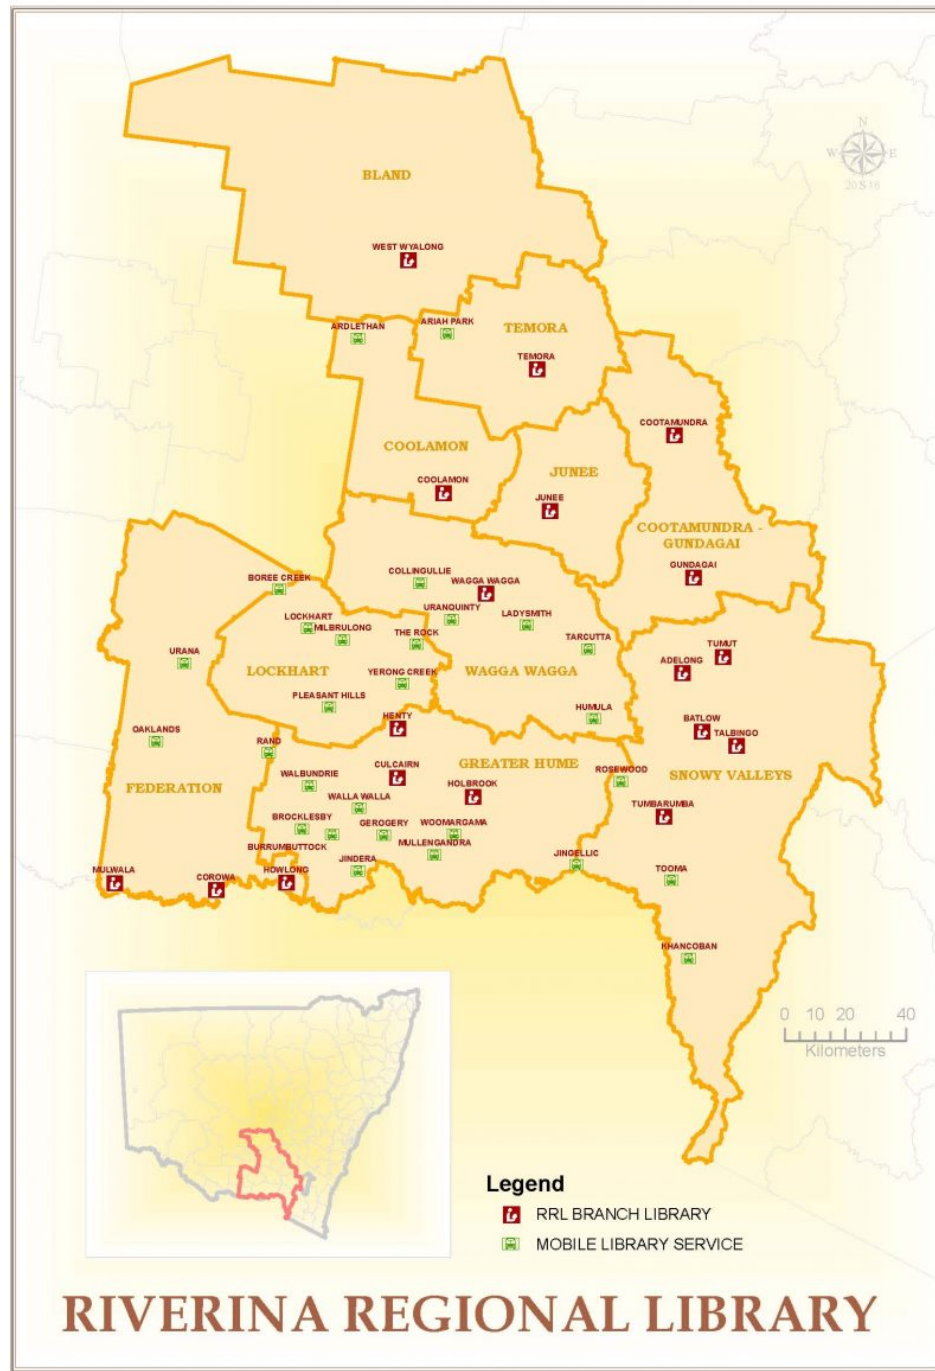 N
W E
20 S 18
BLAND
WEST WYALONG
ARDLETHAN
ARIAH PARK
TEMORA
TEMORA
COOTAMUNDRA
COOLAMON
COOLAMON
JUNEE
JUNEE
COOTAMUNDRA -
GUNDAGAI
GUNDAGAI
BOREE CREEK
COLLINGULLIE
WAGGA WAGGA
LOCKHART
MILBRULONG
URANQUINTY
LADYSMITH
THE ROCK
TARCUTTA
URANA
LOCKHART
YERONG CREEK
WAGGA WAGGA
ADELONG
TUMUT
PLEASANT HILLS
HENTY
HUMULA
BATLOW
TALBINGO
OAKLANDS
RAND
GREATER HUME
CULCAIRN
WALBUNDRIE
HOLBROOK
ROSEWOOD
SNOWY VALLEYS
FEDERATION
WALLA WALLA
TUMBARUMBA
BROCKLESBY
GEROGERY
WOOMARGAMA
BURRUMBUTTOCK
MULLENGANDRA
MULWALA
COROWA
HOWLONG
JINDERA
JINGELLIC
TOOMA
KHANCOBAN
0 10 20 40
Kilometers
Legend
RRL BRANCH LIBRARY
MOBILE LIBRARY SERVICE
RIVERINA REGIONAL LIBRARY